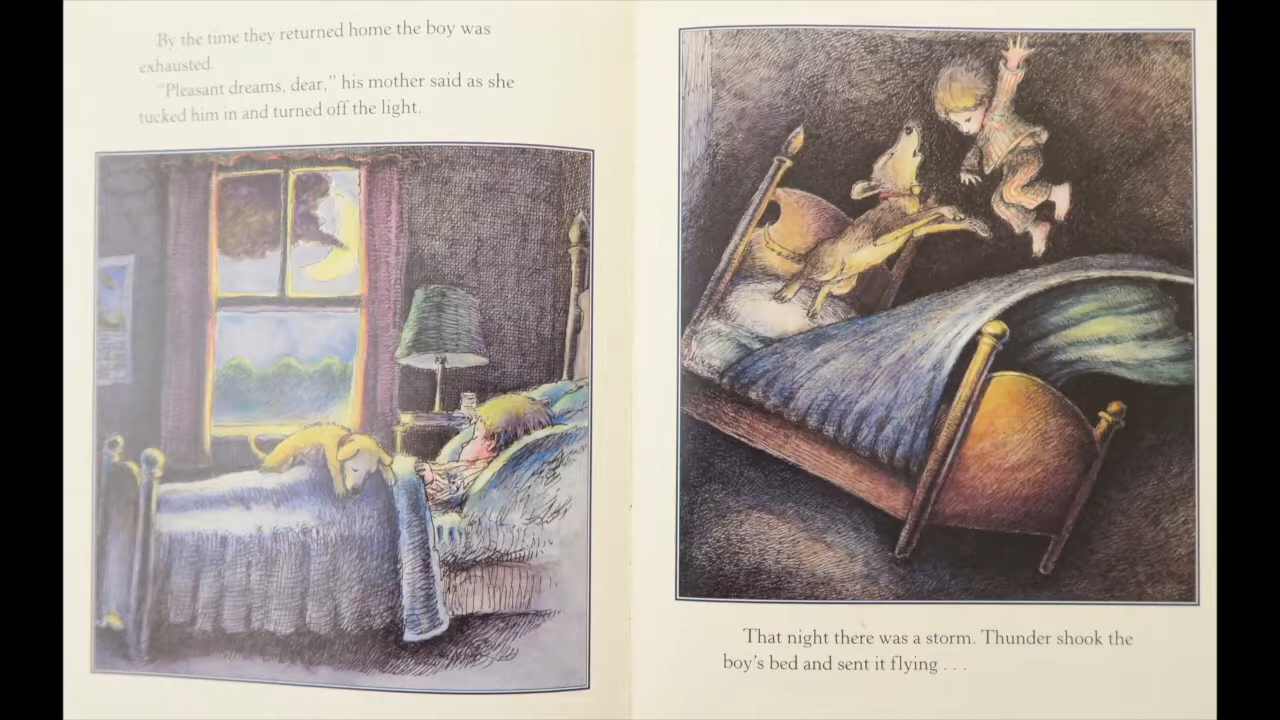 By the time they returned home the boy was
exhausted.
"Pleasant dreams, dear," his mother said as she
tucked him in and turned off the light.
That night there was a storm. Thunder shook the
boy's bed and sent it flying . . .